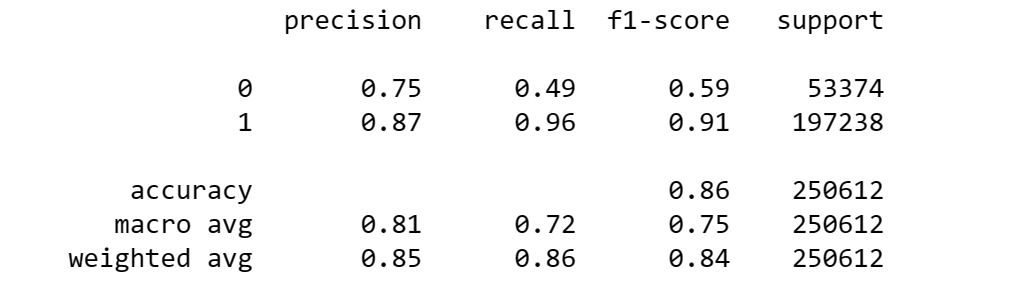 precision recall f1-score support
0 0.75 0.49 0.59 53374
1 0.87 0.96 0.91 197238
accuracy 0.86 250612
macro avg 0.81 0.72 0.75 250612
weighted avg 0.85 0.86 0.84 250612